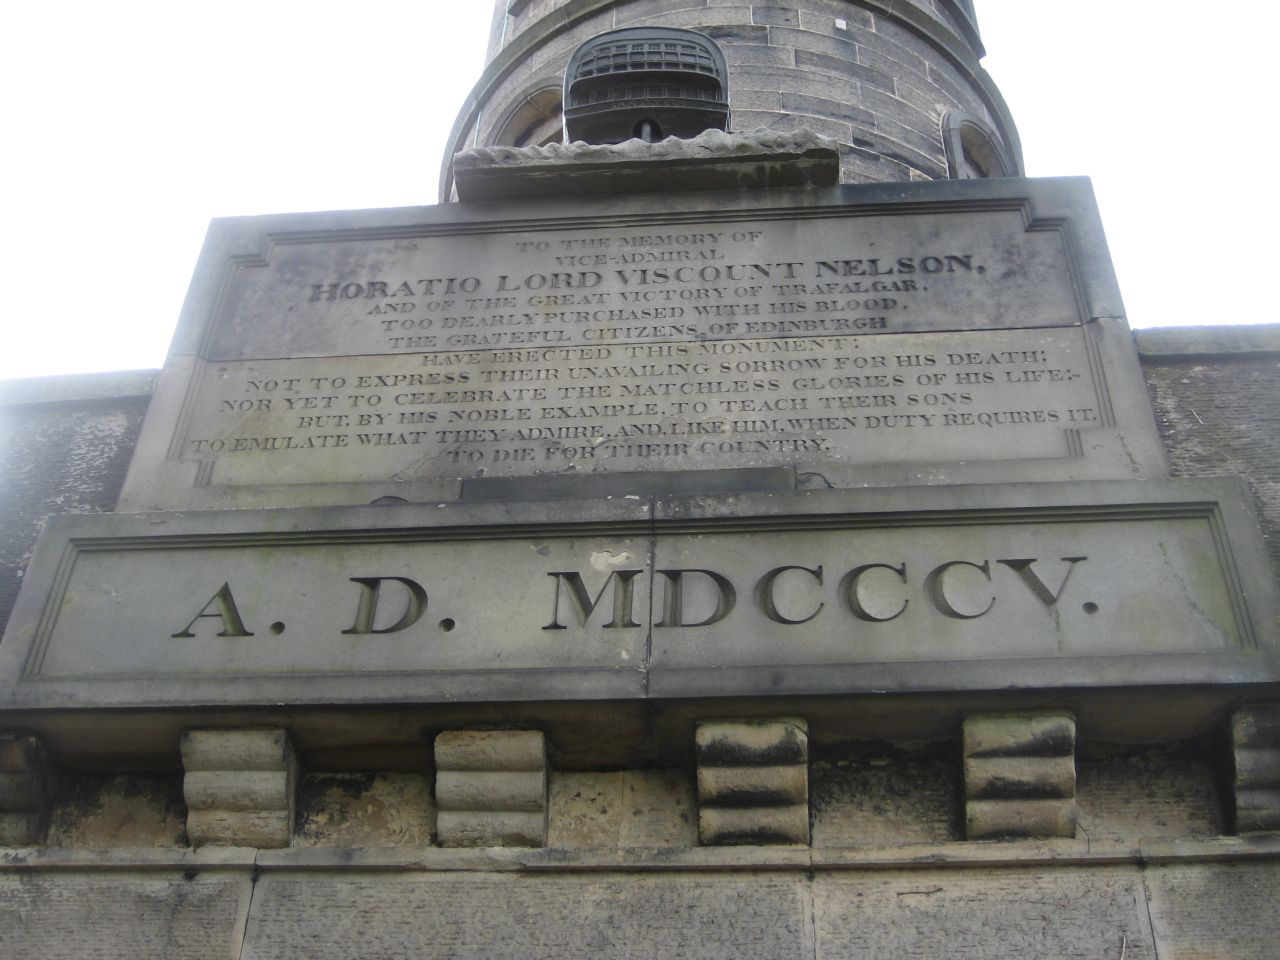 TO THE MEMORY OF
VICE-ADMIRAL
HORATIO LORD VISCOUNT NELSON,
AND OF THE GREAT VICTORY OF TRAFALGAR,
TOO DEARLY PURCHASED WITH HIS BLOOD,
THE GRATEFUL CITIZENS OF EDINBURGH
HAVE ERECTED THIS MONUMENT:
NOT TO EXPRESS THEIR UNAVAILING SORROW FOR HIS DEATH;
NOR YET TO CELEBRATE THE MATCHLESS GLORIES OF HIS LIFE;
BUT, BY HIS NOBLE EXAMPLE, TO TEACH THEIR SONS
TO EMULATE WHAT THEY ADMIRE, AND, LIKE HIM, WHEN DUTY REQUIRES IT,
TO DIE FOR THEIR COUNTRY.
A. D. MDCCCV.